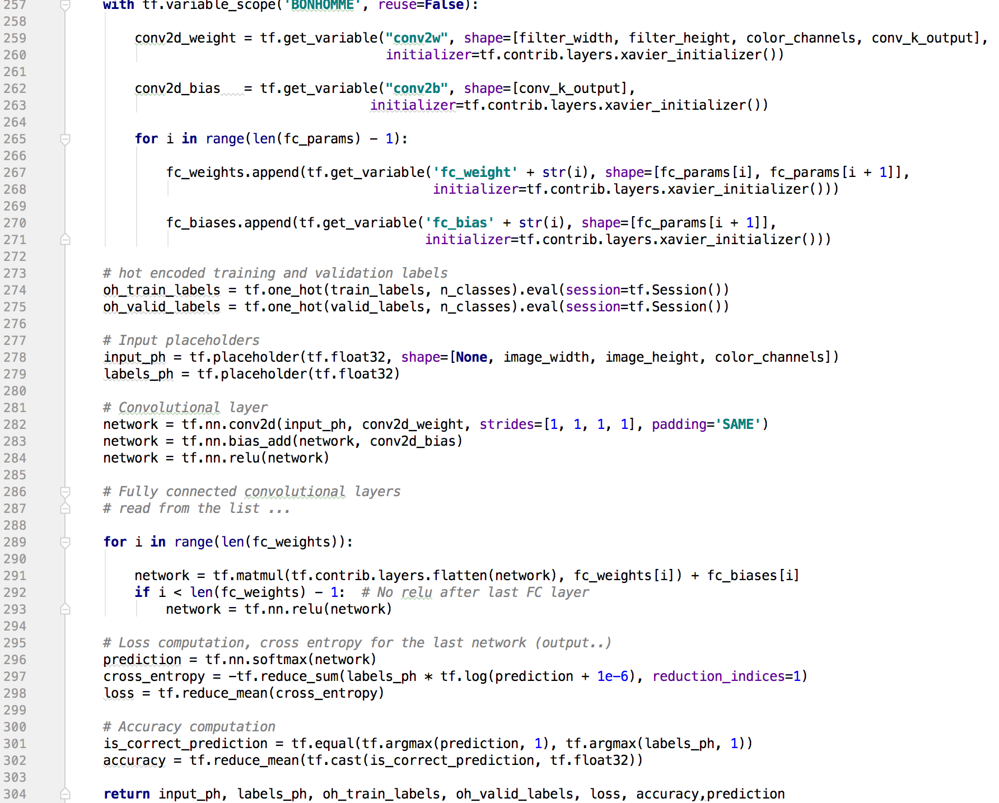 257 with tf.variable_scope('BONHOMME', reuse=False):
258
259 conv2d_weight = tf.get_variable("conv2w", shape=[filter_width, filter_height, color_channels, conv_k_output],
260 initializer=tf.contrib.layers.xavier_initializer())
261
262 conv2d_bias   = tf.get_variable("conv2b", shape=[conv_k_output],
263 initializer=tf.contrib.layers.xavier_initializer())
264
265 for i in range(len(fc_params) - 1):
266
267 fc_weights.append(tf.get_variable('fc_weight' + str(i), shape=[fc_params[i], fc_params[i + 1]],
268 initializer=tf.contrib.layers.xavier_initializer()))
269
270 fc_biases.append(tf.get_variable('fc_bias' + str(i), shape=[fc_params[i + 1]],
271 initializer=tf.contrib.layers.xavier_initializer()))
272
273 # hot encoded training and validation labels
274 oh_train_labels = tf.one_hot(train_labels, n_classes).eval(session=tf.Session())
275 oh_valid_labels = tf.one_hot(valid_labels, n_classes).eval(session=tf.Session())
276
277 # Input placeholders
278 input_ph = tf.placeholder(tf.float32, shape=[None, image_width, image_height, color_channels])
279 labels_ph = tf.placeholder(tf.float32)
280
281 # Convolutional layer
282 network = tf.nn.conv2d(input_ph, conv2d_weight, strides=[1, 1, 1, 1], padding='SAME')
283 network = tf.nn.bias_add(network, conv2d_bias)
284 network = tf.nn.relu(network)
285
286 # Fully connected convolutional layers
287 # read from the list ...
288
289 for i in range(len(fc_weights)):
290
291 network = tf.matmul(tf.contrib.layers.flatten(network), fc_weights[i]) + fc_biases[i]
292 if i < len(fc_weights) - 1:  # No relu after last FC layer
293 network = tf.nn.relu(network)
294
295 # Loss computation, cross entropy for the last network (output..)
296 prediction = tf.nn.softmax(network)
297 cross_entropy = -tf.reduce_sum(labels_ph * tf.log(prediction + 1e-6), reduction_indices=1)
298 loss = tf.reduce_mean(cross_entropy)
299
300 # Accuracy computation
301 is_correct_prediction = tf.equal(tf.argmax(prediction, 1), tf.argmax(labels_ph, 1))
302 accuracy = tf.reduce_mean(tf.cast(is_correct_prediction, tf.float32))
303
304 return input_ph, labels_ph, oh_train_labels, oh_valid_labels, loss, accuracy,prediction